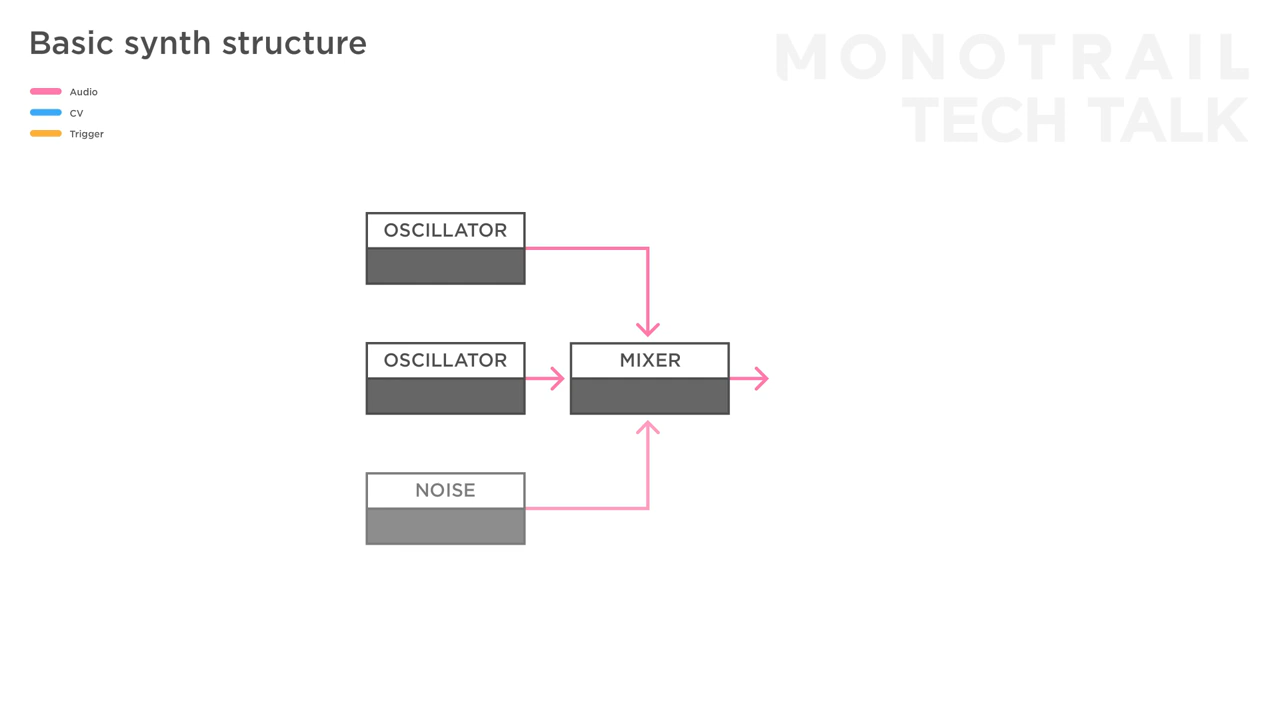 Basic synth structure
MONOTRAIL
TECH TALK
Audio
CV
Trigger
OSCILLATOR
OSCILLATOR
MIXER
NOISE